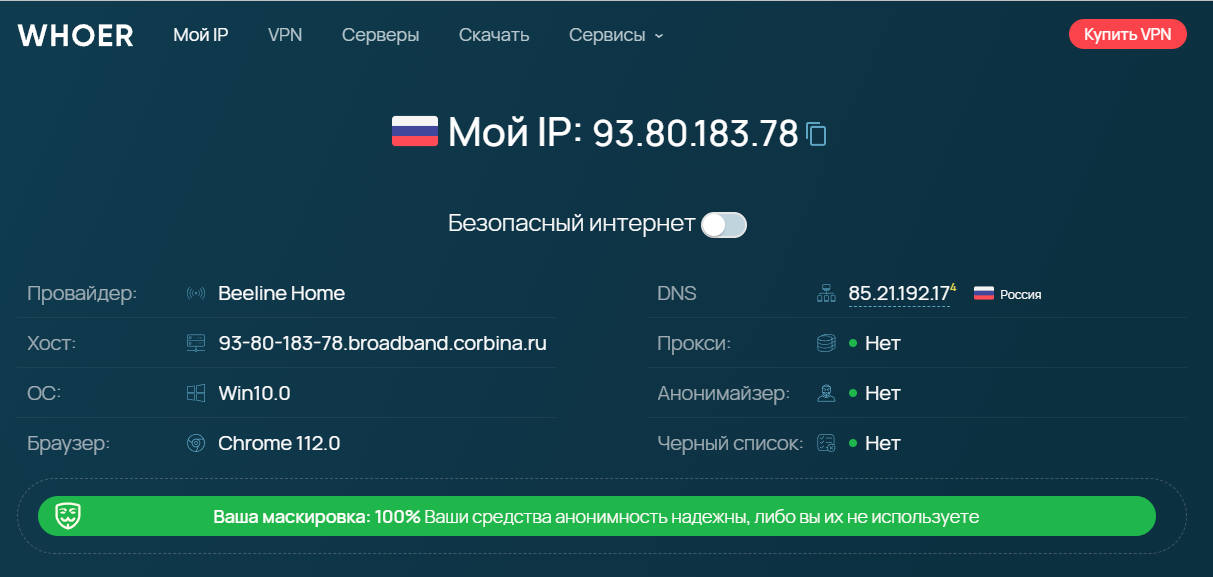 WHOER Мой IP VPN Серверы Скачать Сервисы Купить VPN
Мой IP: 93.80.183.78
Безопасный интернет
Провайдер: Beeline Home DNS 85.21.192.17 4 Россия
Хост: 93-80-183-78.broadband.corbina.ru Прокси: Нет
ОС: Win10.0 Анонимайзер: Нет
Браузер: Chrome 112.0 Черный список: Нет
Ваша маскировка: 100% Ваши средства анонимность надежны, либо вы их не используете